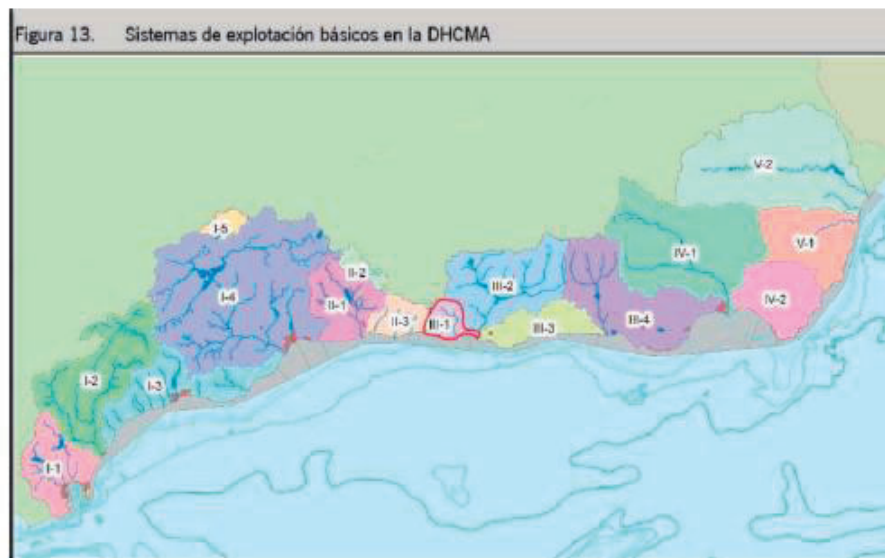 Figura 13. Sistemas de explotación básicos en la DHCMA
V-2
I-5
V-1
IV-1
II-2
III-2
I-4
II-1
IV-2
II-3
III-1
III-4
III-3
I-2
I-3
I-1